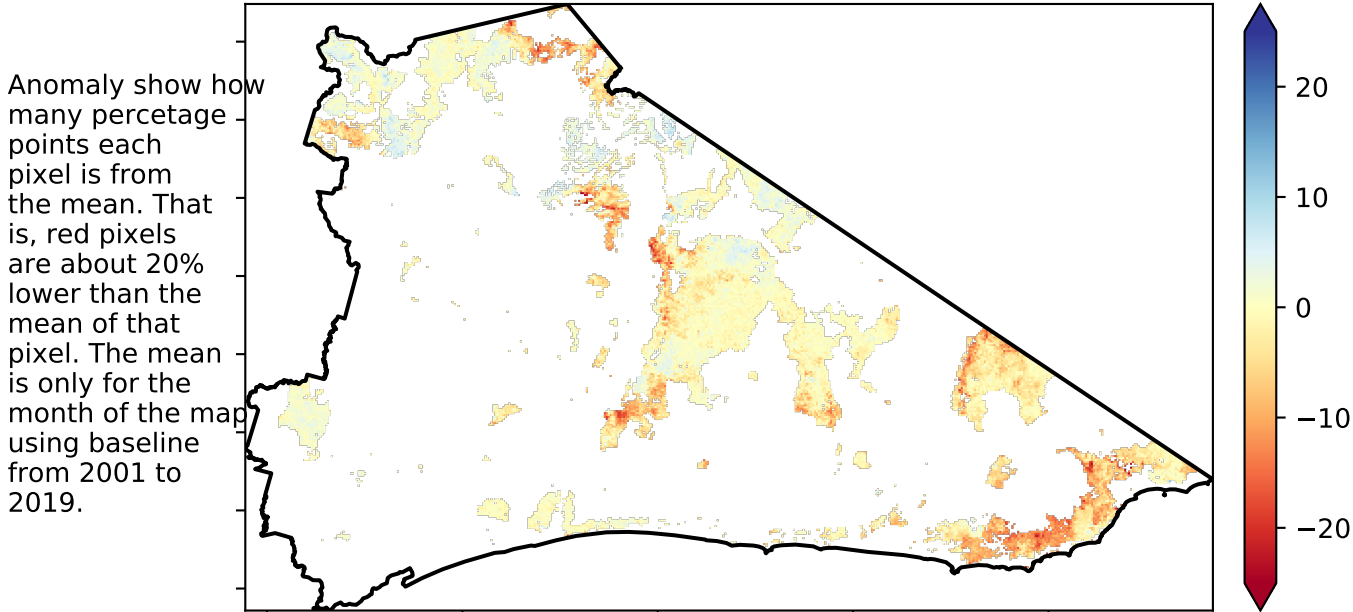 Anomaly show how
many percetage
points each
pixel is from
the mean. That
is, red pixels
are about 20%
lower than the
mean of that
pixel. The mean
is only for the
month of the map
using baseline
from 2001 to
2019.
20
10
0
−10
−20